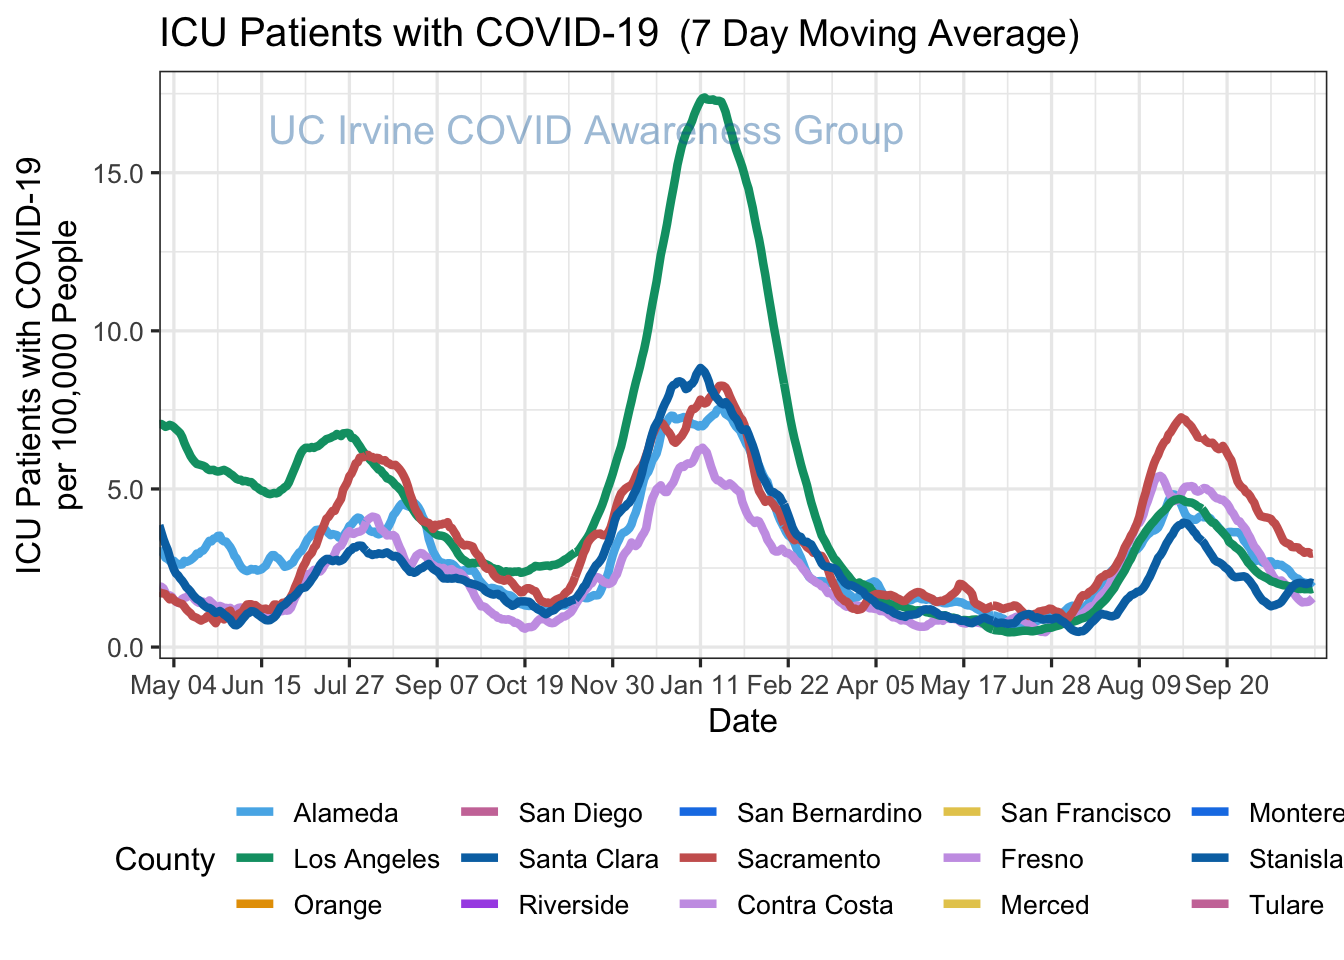 ICU Patients with COVID-19 (7 Day Moving Average)
UC Irvine COVID Awareness Group
ICU Patients with COVID-19
per 100,000 People
15.0
10.0
5.0
0.0
May 04 Jun 15 Jul 27 Sep 07 Oct 19 Nov 30 Jan 11 Feb 22 Apr 05 May 17 Jun 28 Aug 09 Sep 20
Date
County
Alameda San Diego San Bernardino San Francisco Montere
Los Angeles Santa Clara Sacramento Fresno Stanisla
Orange Riverside Contra Costa Merced Tulare